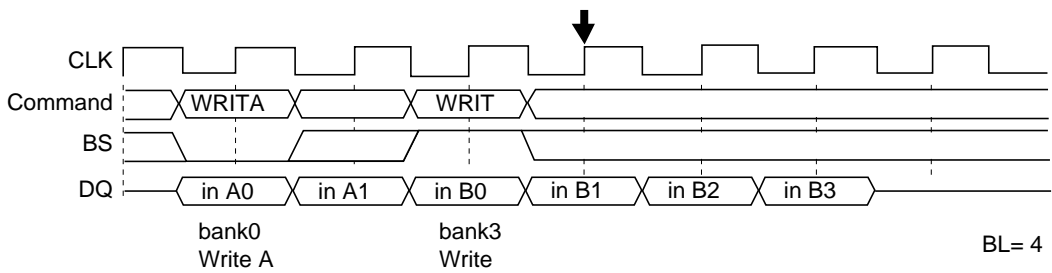 CLK
Command WRITA WRIT
BS
DQ in A0 in A1 in B0 in B1 in B2 in B3
bank0 bank3
Write A Write
BL= 4